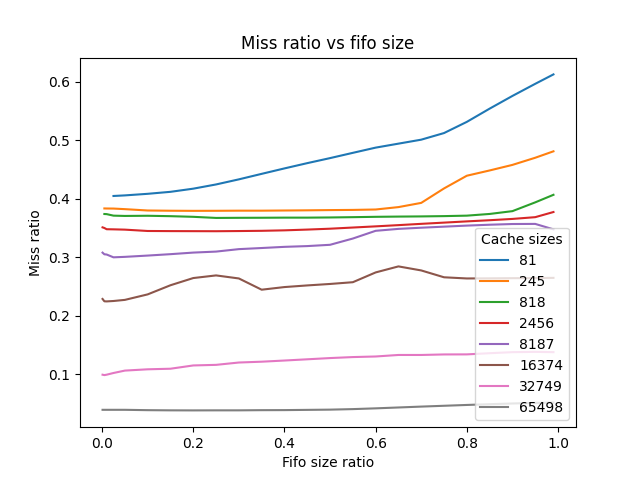 Miss ratio vs fifo size
Miss ratio
0.6
0.5
0.4
0.3
0.2
0.1
Cache sizes
81
245
818
2456
8187
16374
32749
65498
0.0 0.2 0.4 0.6 0.8 1.0
Fifo size ratio